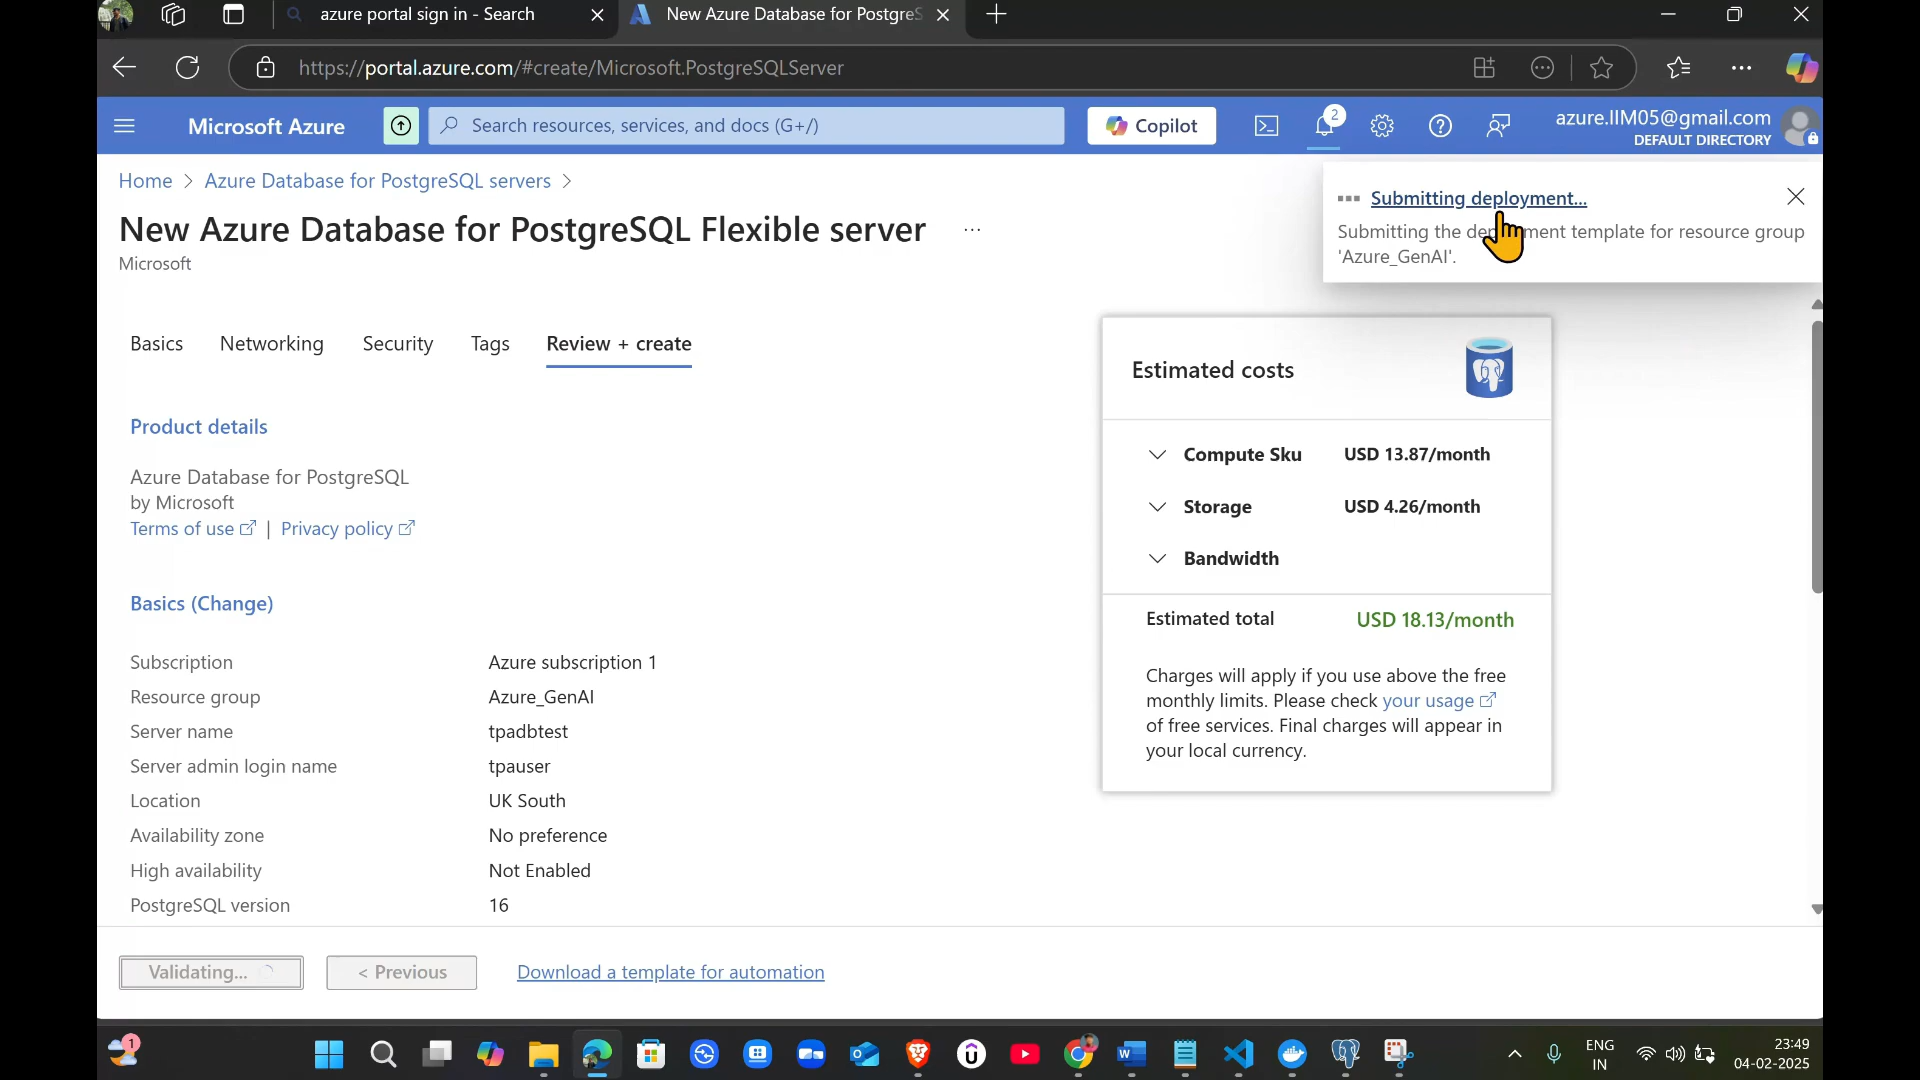 azure portal sign in - Search
New Azure Database for PostgreS
https://portal.azure.com/#create/Microsoft.PostgreSQLServer
Microsoft Azure
Search resources, services, and docs (G+/)
Copilot
2
azure.llM05@gmail.com
DEFAULT DIRECTORY
Home > Azure Database for PostgreSQL servers >
New Azure Database for PostgreSQL Flexible server ...
Microsoft
Submitting deployment...
Submitting the template for resource group
'Azure_GenAI'.
Basics Networking Security Tags Review + create
Product details
Azure Database for PostgreSQL
by Microsoft
Terms of use | Privacy policy
Basics (Change)
Subscription Azure subscription 1
Resource group Azure_GenAI
Server name tpadbtest
Server admin login name tpauser
Location UK South
Availability zone No preference
High availability Not Enabled
PostgreSQL version 16
Estimated costs
Compute Sku USD 13.87/month
Storage USD 4.26/month
Bandwidth
Estimated total USD 18.13/month
Charges will apply if you use above the free
monthly limits. Please check your usage
of free services. Final charges will appear in
your local currency.
Validating...
< Previous
Download a template for automation
1
ENG
IN
23:49
04-02-2025